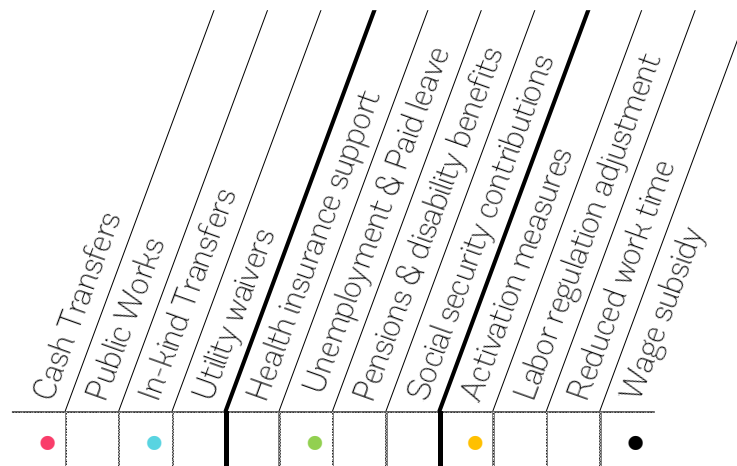 Cash Transfers
Public Works
In-kind Transfers
Utility waivers
Health insurance support
Unemployment & Paid leave
Pensions & disability benefits
Social security contributions
Activation measures
Labor regulation adjustment
Reduced work time
Wage subsidy